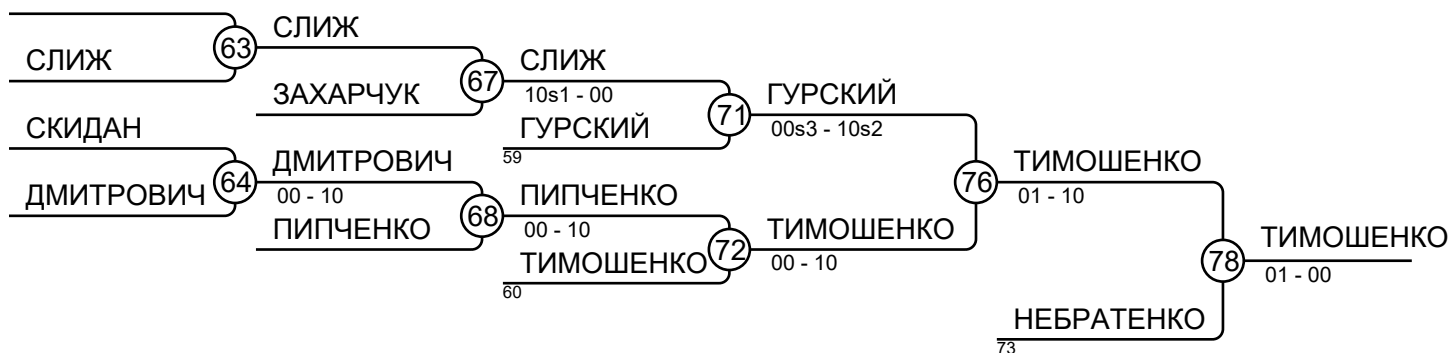 СЛИЖ
63
СЛИЖ
ЗАХАРЧУК
67
СЛИЖ
10s1 - 00
ГУРСКИЙ
59
71
ГУРСКИЙ
00s3 - 10s2
СКИДАН
ДМИТРОВИЧ
64
ДМИТРОВИЧ
00 - 10
ПИПЧЕНКО
68
ПИПЧЕНКО
00 - 10
ТИМОШЕНКО
60
72
ТИМОШЕНКО
00 - 10
76
ТИМОШЕНКО
01 - 10
НЕБРАТЕНКО
73
78
ТИМОШЕНКО
01 - 00